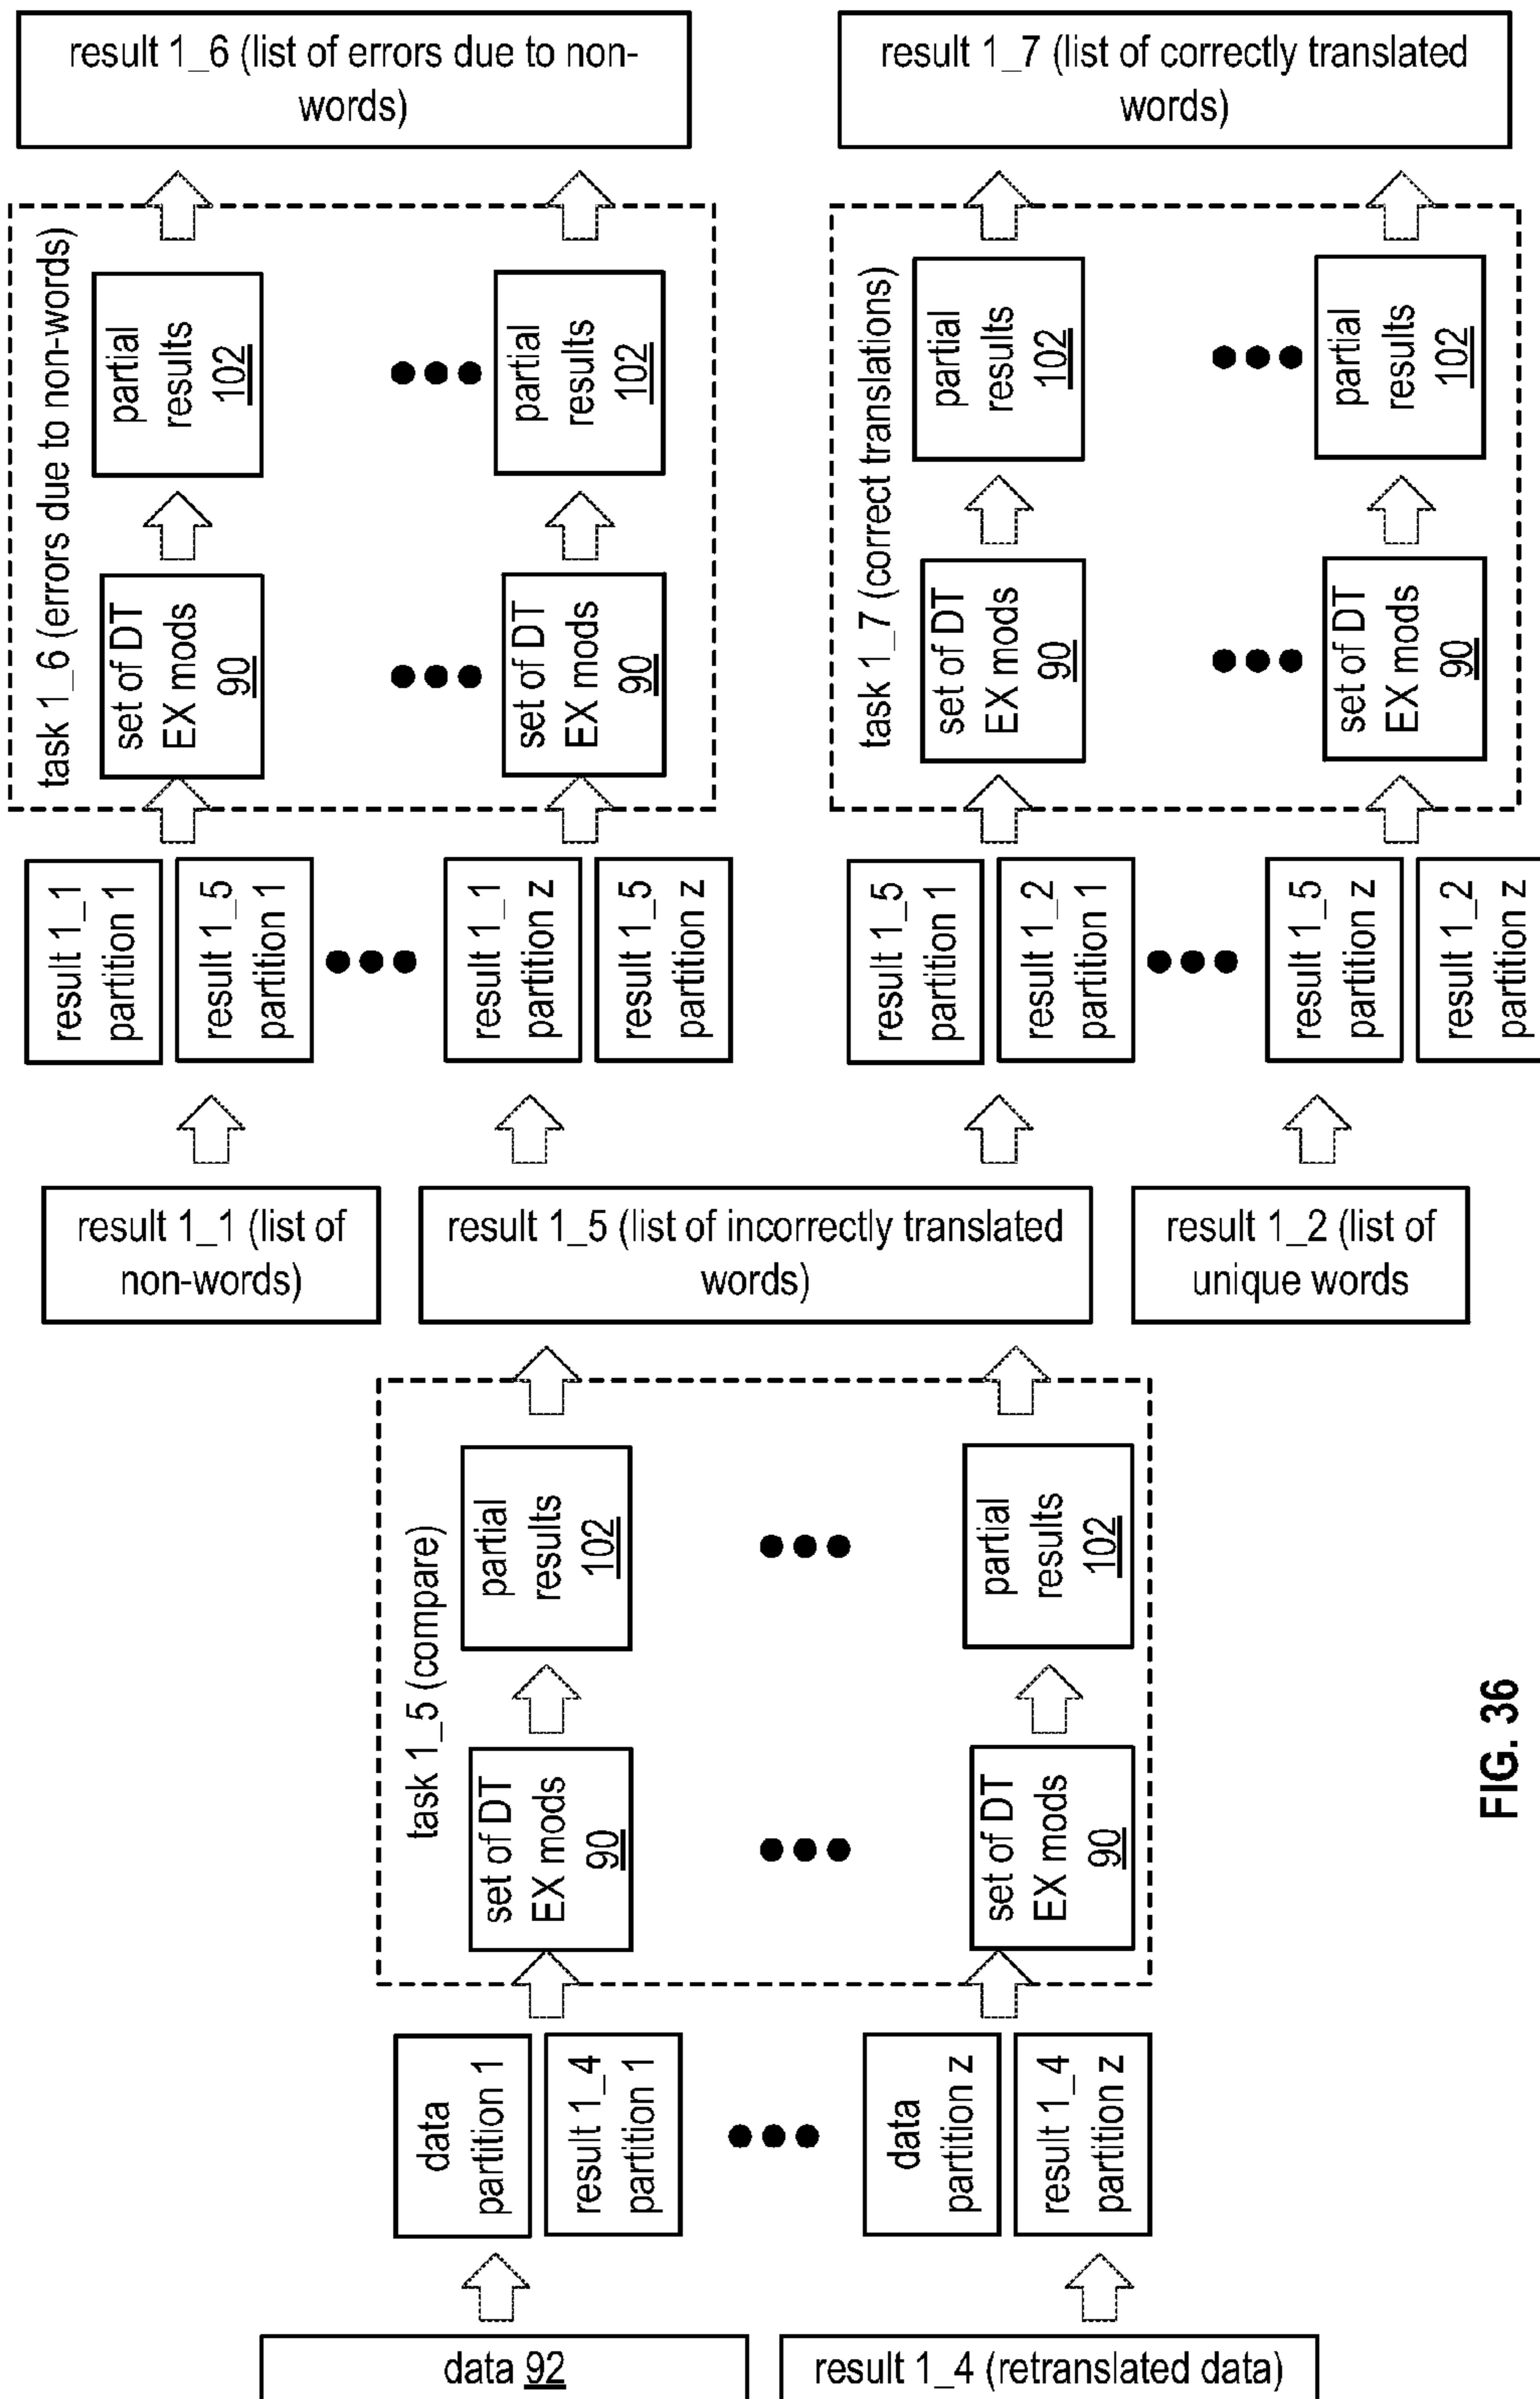 result 1_6 (list of errors due to non-
words)
result 1_7 (list of correctly translated
words)
task 1_6 (errors due to non-words)
partial
results
102
partial
results
102
set of DT
EX mods
90
set of DT
EX mods
90
task 1_7 (correct translations)
partial
results
102
partial
results
102
set of DT
EX mods
90
set of DT
EX mods
90
result 1_1
partition 1
result 1_5
partition 1
result 1_1
partition z
result 1_5
partition z
result 1_5
partition 1
result 1_2
partition 1
result 1_5
partition z
result 1_2
partition z
result 1_1 (list of
non-words)
result 1_5 (list of incorrectly translated
words)
result 1_2 (list of
unique words
task 1_5 (compare)
partial
results
102
partial
results
102
set of DT
EX mods
90
set of DT
EX mods
90
data
partition 1
result 1_4
partition 1
data
partition z
result 1_4
partition z
data 92
result 1_4 (retranslated data)
FIG. 36